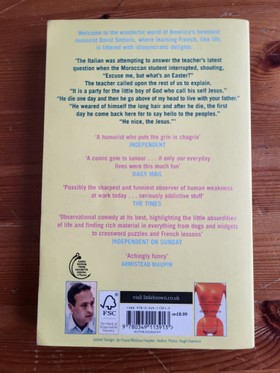 Welcome to the wonderful world of America's foremost
humorist David Sedaris, where learning French, like life,
is littered with idiosyncratic delights . . .
'The Italian was attempting to answer the teacher's latest
question when the Moroccan student interrupted, shouting,
"Excuse me, but what's an Easter?"
The teacher called upon the rest of us to explain.
"It is a party for the little boy of God who call his self Jesus."
"He die one day and then he go above of my head to live with your father."
"He weared of himself the long hair and after he die, the first
day he come back here for to say hello to the peoples."
"He nice, the Jesus."'
'A humorist who puts the grin in chagrin'
INDEPENDENT
'A comic gem to savour . . . if only our everyday
lives were this much fun'
DAILY MAIL
'Possibly the sharpest and funniest observer of human weakness
at work today . . . seriously addictive stuff'
THE TIMES
'Observational comedy at its best, highlighting the little absurdities
of life and finding rich material in everything from dogs and midgets
to crossword puzzles and French lessons'
INDEPENDENT ON SUNDAY
'Achingly funny'
ARMISTEAD MAUPIN
visit littlebrown.co.uk
FSC
9780349113913